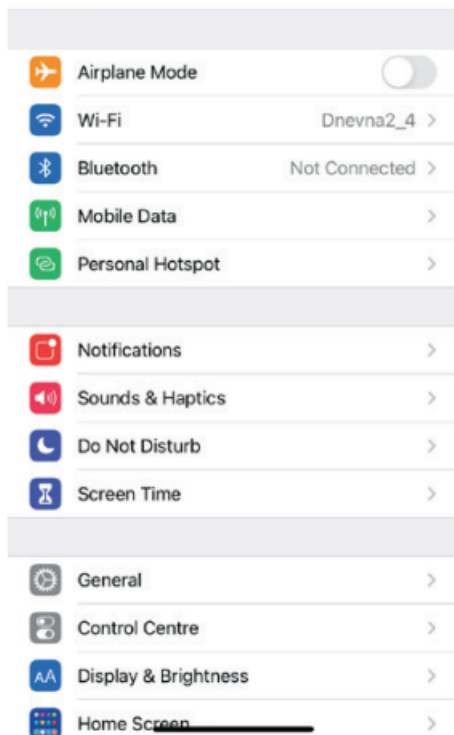 Airplane Mode
Wi-Fi Dnevna2_4
Bluetooth Not Connected
Mobile Data
Personal Hotspot
Notifications
Sounds & Haptics
Do Not Disturb
Screen Time
General
Control Centre
AA Display & Brightness
Home Screen